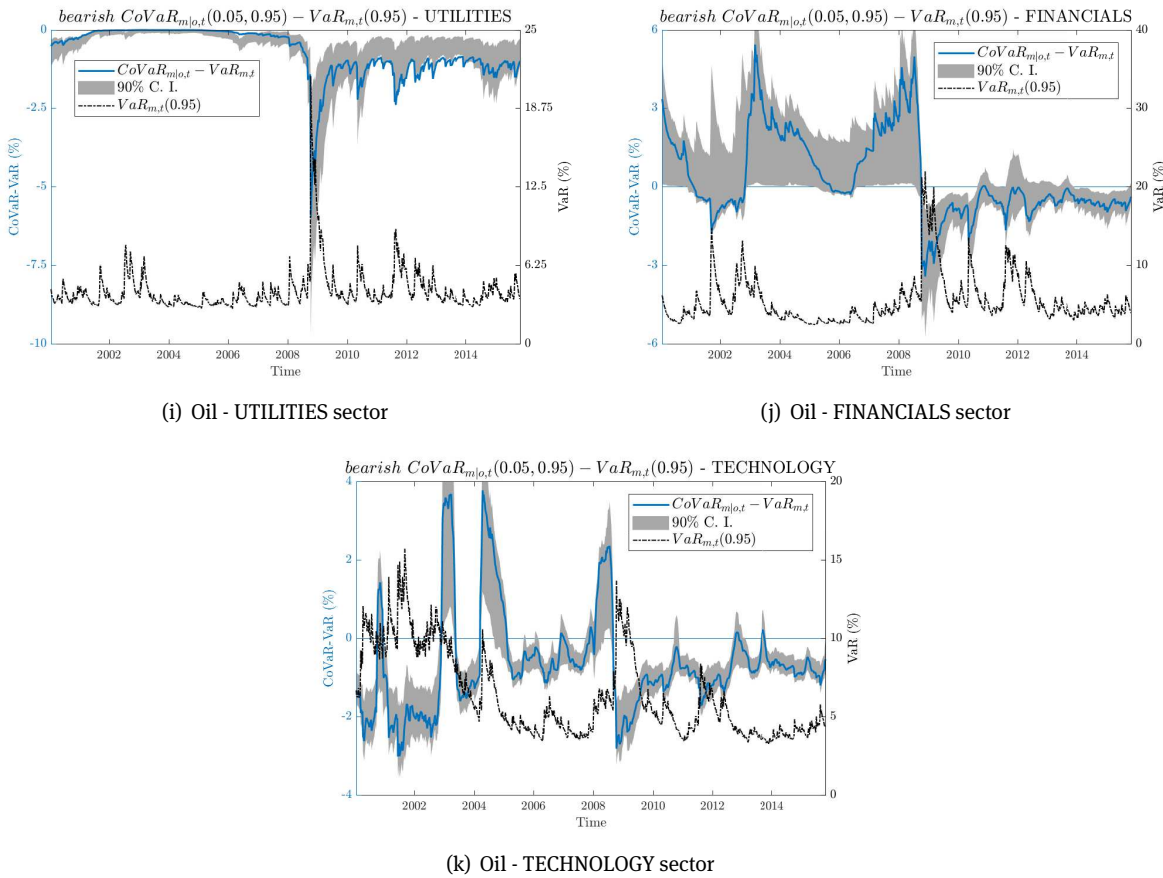 bearish CoVaR_{m|o,t}(0.05, 0.95) − VaR_{m,t}(0.95) - UTILITIES
0
-2.5
-5
-7.5
-10
CoVaR-VaR (%)
CoVaR_{m|o,t} − VaR_{m,t}
90% C. I.
VaR_{m,t}(0.95)
25
18.75
12.5
6.25
0
VaR (%)
2002 2004 2006 2008 2010 2012 2014
Time
(i) Oil - UTILITIES sector
bearish CoVaR_{m|o,t}(0.05, 0.95) − VaR_{m,t}(0.95) - FINANCIALS
6
3
0
-3
-6
CoVaR-VaR (%)
CoVaR_{m|o,t} − VaR_{m,t}
90% C. I.
VaR_{m,t}(0.95)
40
30
20
10
0
VaR (%)
2002 2004 2006 2008 2010 2012 2014
Time
(j) Oil - FINANCIALS sector
bearish CoVaR_{m|o,t}(0.05, 0.95) − VaR_{m,t}(0.95) - TECHNOLOGY
4
2
0
-2
-4
CoVaR-VaR (%)
CoVaR_{m|o,t} − VaR_{m,t}
90% C. I.
VaR_{m,t}(0.95)
20
15
10
5
0
VaR (%)
2002 2004 2006 2008 2010 2012 2014
Time
(k) Oil - TECHNOLOGY sector